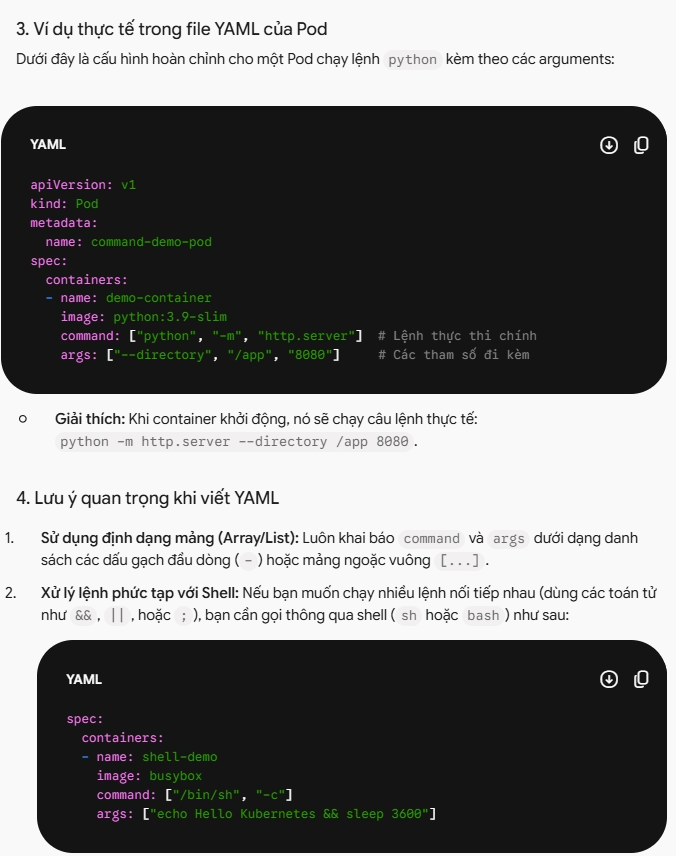 3. Ví dụ thực tế trong file YAML của Pod
Dưới đây là cấu hình hoàn chỉnh cho một Pod chạy lệnh python kèm theo các arguments:
YAML
apiVersion: v1
kind: Pod
metadata:
  name: command-demo-pod
spec:
  containers:
  - name: demo-container
    image: python:3.9-slim
    command: ["python", "-m", "http.server"]  # Lệnh thực thi chính
    args: ["--directory", "/app", "8080"]     # Các tham số đi kèm
Giải thích: Khi container khởi động, nó sẽ chạy câu lệnh thực tế:
python -m http.server --directory /app 8080 .
4. Lưu ý quan trọng khi viết YAML
1. Sử dụng định dạng mảng (Array/List): Luôn khai báo command và args dưới dạng danh
sách các dấu gạch đầu dòng ( - ) hoặc mảng ngoặc vuông [...] .
2. Xử lý lệnh phức tạp với Shell: Nếu bạn muốn chạy nhiều lệnh nối tiếp nhau (dùng các toán tử
như && , || , hoặc ; ), bạn cần gọi thông qua shell ( sh hoặc bash ) như sau:
YAML
spec:
  containers:
  - name: shell-demo
    image: busybox
    command: ["/bin/sh", "-c"]
    args: ["echo Hello Kubernetes && sleep 3600"]